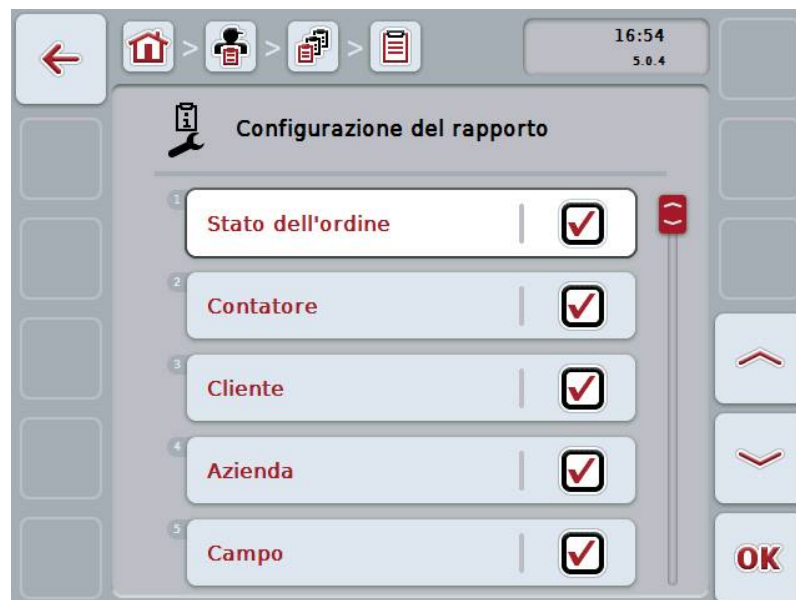 > > >
16:54
5.0.4
Configurazione del rapporto
1
Stato dell'ordine
2
Contatore
3
Cliente
4
Azienda
5
Campo
OK